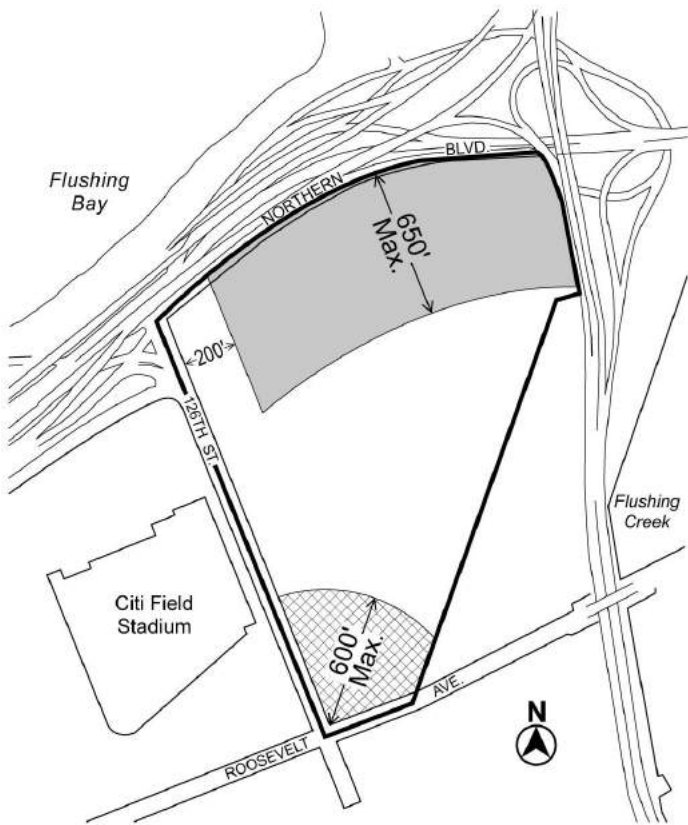 Flushing
Bay
NORTHERN
BLVD.
650'
Max.
200'
126TH ST.
Flushing
Creek
Citi Field
Stadium
600'
Max.
AVE.
ROOSEVELT
N